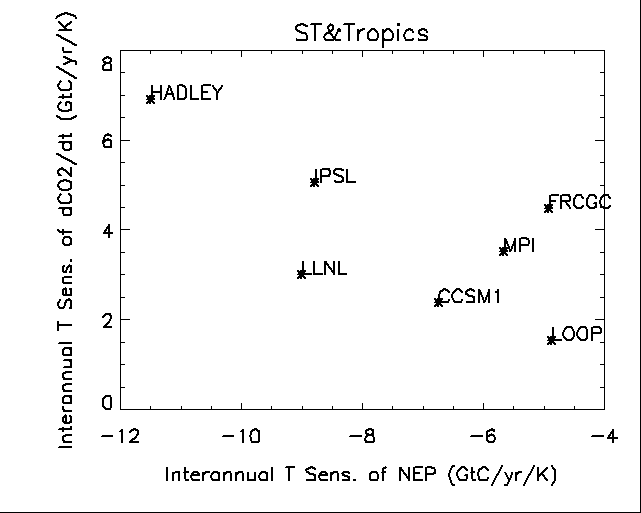 ST&Tropics
Interannual T Sens. of dCO2/dt (GtC/yr/K)
8
HADLEY
6
IPSL
FRCGC
4
MPI
LLNL
CCSM1
2
LOOP
0
-12 -10 -8 -6 -4
Interannual T Sens. of NEP (GtC/yr/K)